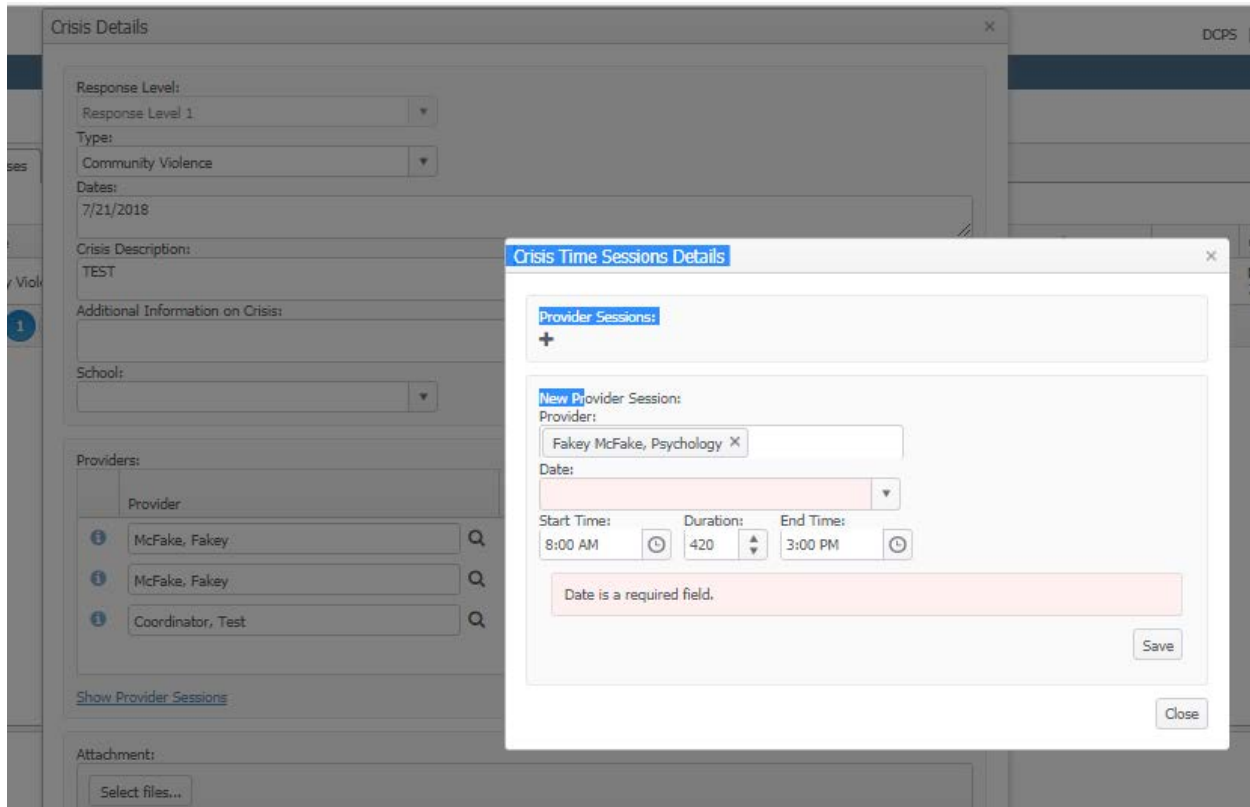 Crisis Details
DCPS
Response Level:
Response Level 1
Type:
ses
Community Violence
Dates:
7/21/2018
Crisis Description:
TEST
y Viol
1
Additional Information on Crisis:
School:
Providers:
Provider
McFake, Fakey
McFake, Fakey
Coordinator, Test
Show Provider Sessions
Attachment:
Select files...
Crisis Time Sessions Details
Provider Sessions:
New Provider Session:
Provider:
Fakey McFake, Psychology
Date:
Start Time: Duration: End Time:
8:00 AM 420 3:00 PM
Date is a required field.
Save
Close